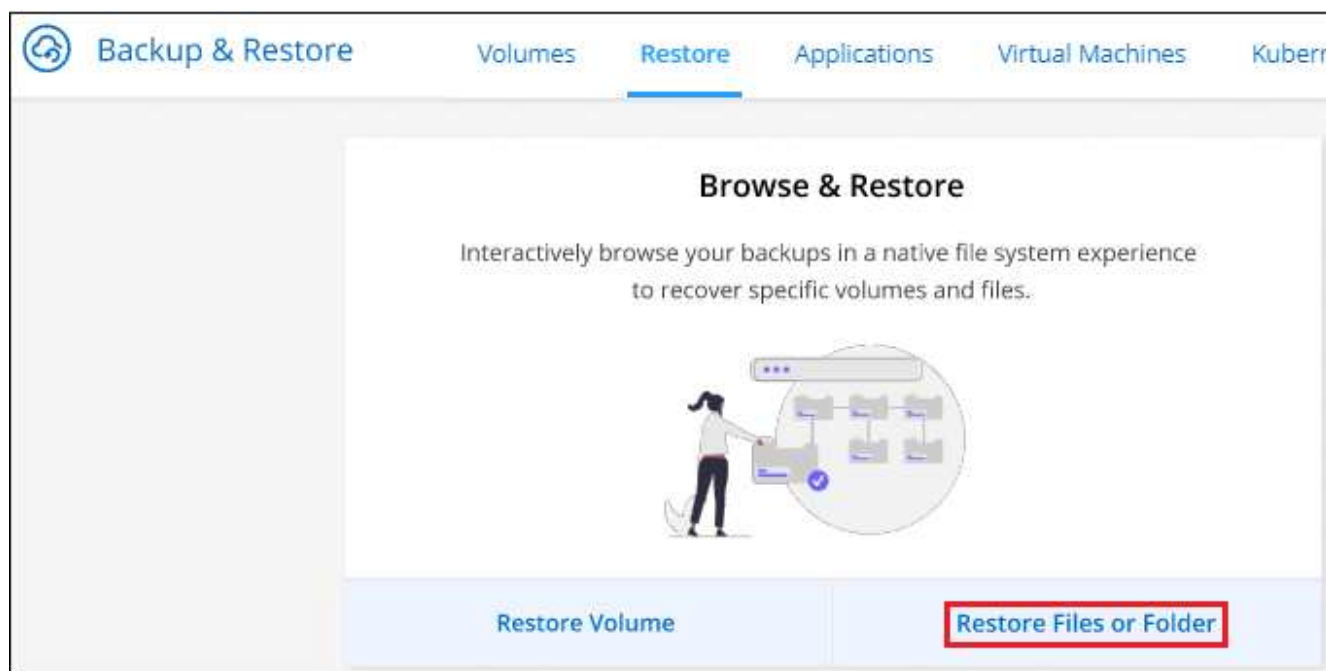 Backup & Restore Volumes Restore Applications Virtual Machines Kubern
Browse & Restore
Interactively browse your backups in a native file system experience
to recover specific volumes and files.
Restore Volume Restore Files or Folder